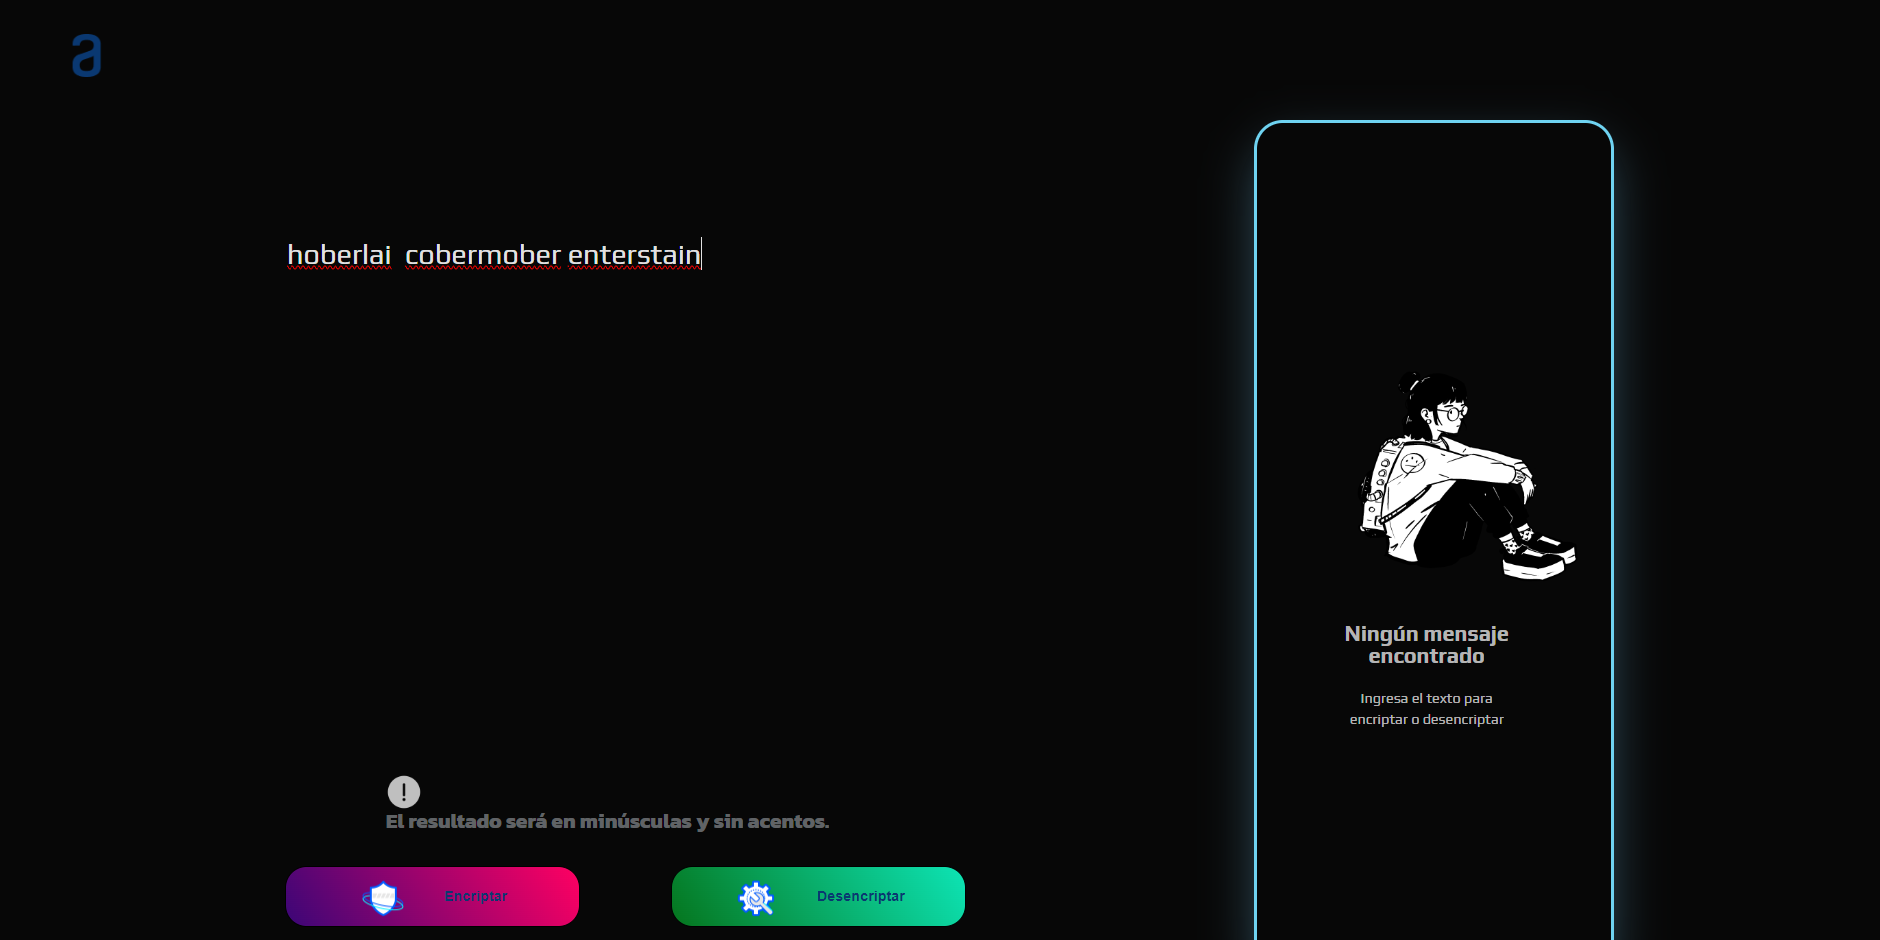 a
hoberlai  cobermober enterstain
Ningún mensaje
encontrado
Ingresa el texto para
encriptar o desencriptar
!
El resultado será en minúsculas y sin acentos.
Encriptar
Desencriptar